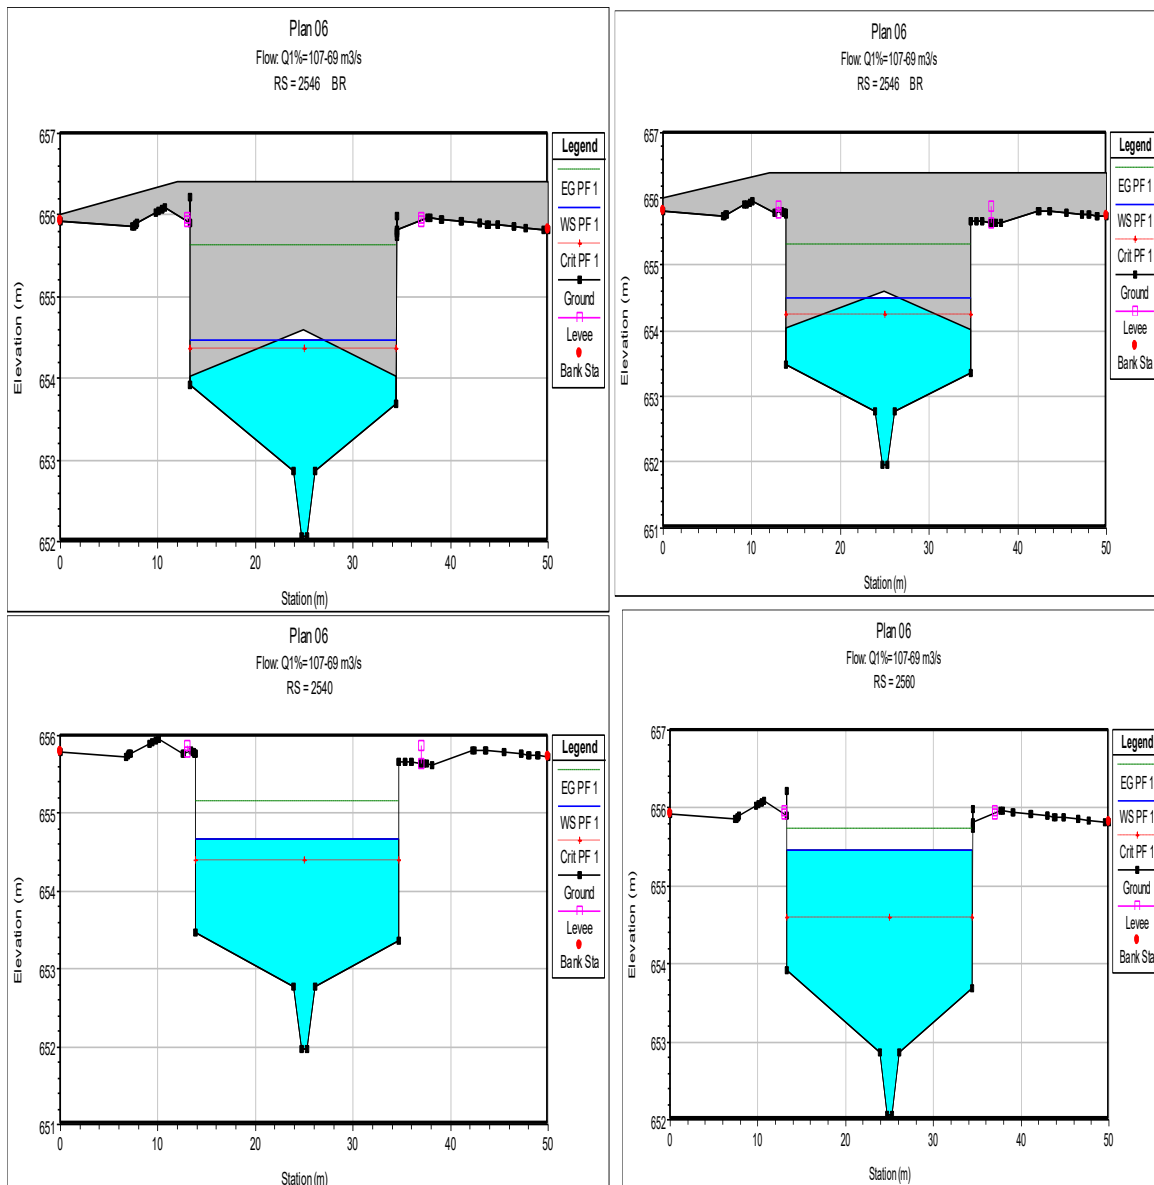 Plan 06
Flow: Q1%=107-69 m3/s
RS = 2546 BR
657
656
655
654
653
652
Elevation (m)
0
10
20
30
40
50
Station (m)
Legend
EG PF 1
WS PF 1
Crit PF 1
Ground
Levee
Bank Sta
Plan 06
Flow: Q1%=107-69 m3/s
RS = 2546 BR
657
656
655
654
653
652
651
Elevation (m)
0
10
20
30
40
50
Station (m)
Legend
EG PF 1
WS PF 1
Crit PF 1
Ground
Levee
Bank Sta
Plan 06
Flow: Q1%=107-69 m3/s
RS = 2540
656
655
654
653
652
651
Elevation (m)
0
10
20
30
40
50
Station (m)
Legend
EG PF 1
WS PF 1
Crit PF 1
Ground
Levee
Bank Sta
Plan 06
Flow: Q1%=107-69 m3/s
RS = 2560
657
656
655
654
653
652
Elevation (m)
0
10
20
30
40
50
Station (m)
Legend
EG PF 1
WS PF 1
Crit PF 1
Ground
Levee
Bank Sta